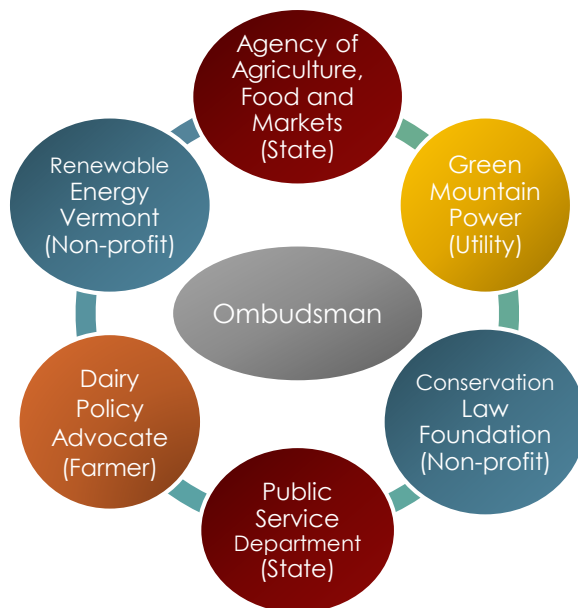 Agency of
Agriculture,
Food and
Markets
(State)
Renewable
Energy
Vermont
(Non-profit)
Green
Mountain
Power
(Utility)
Ombudsman
Dairy
Policy
Advocate
(Farmer)
Conservation
Law
Foundation
(Non-profit)
Public
Service
Department
(State)